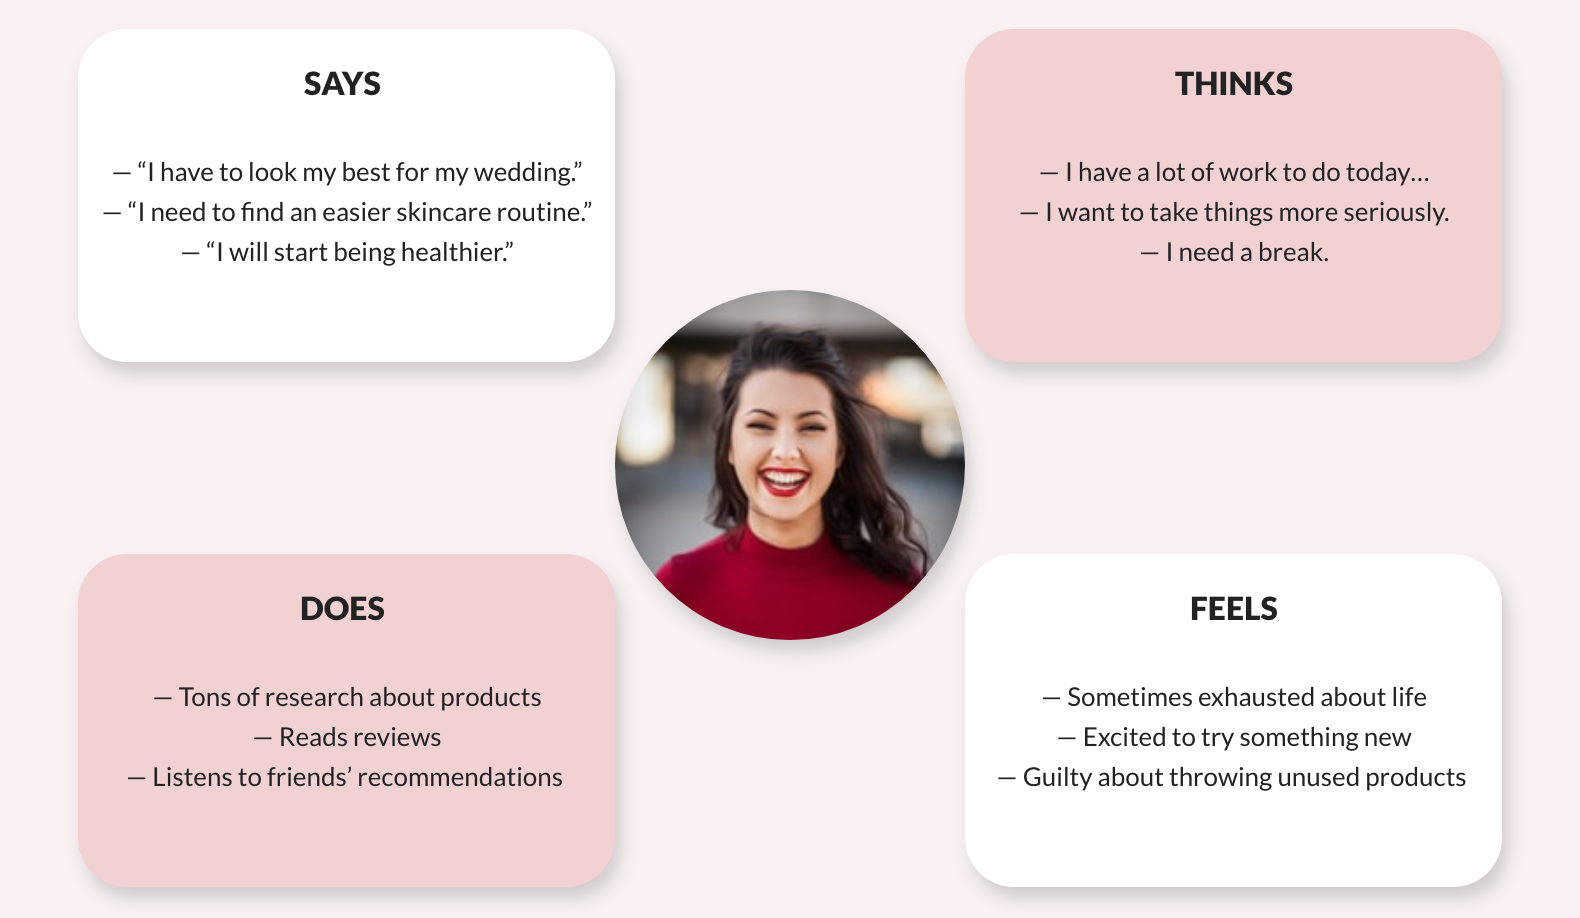 SAYS
— “I have to look my best for my wedding.”
— “I need to find an easier skincare routine.”
— “I will start being healthier.”
THINKS
— I have a lot of work to do today…
— I want to take things more seriously.
— I need a break.
DOES
— Tons of research about products
— Reads reviews
— Listens to friends’ recommendations
FEELS
— Sometimes exhausted about life
— Excited to try something new
— Guilty about throwing unused products